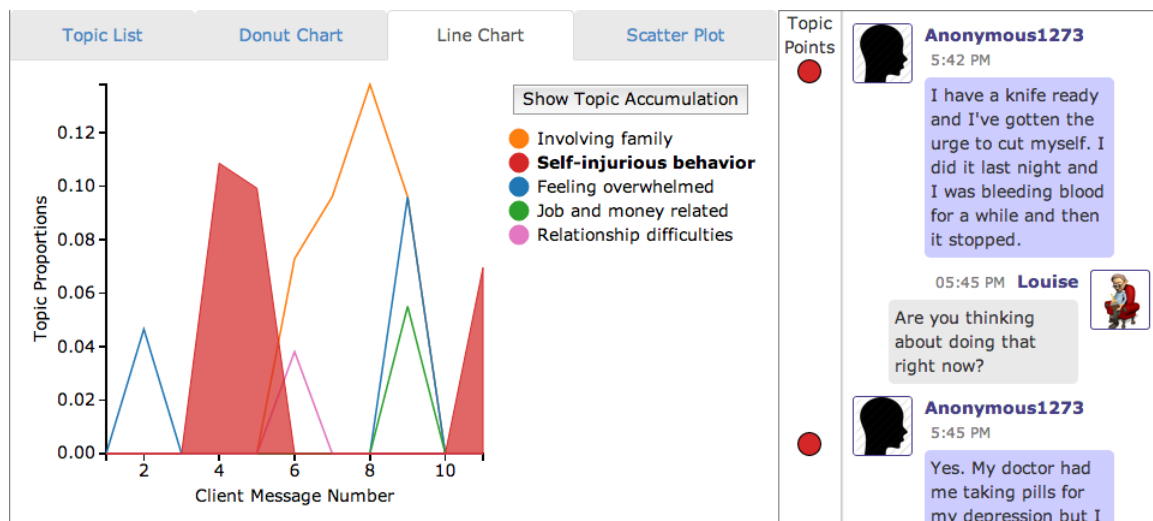 Topic List
Donut Chart
Line Chart
Scatter Plot
Show Topic Accumulation
Involving family
Self-injurious behavior
Feeling overwhelmed
Job and money related
Relationship difficulties
Topic Proportions
0.12
0.10
0.08
0.06
0.04
0.02
0.00
2
4
6
8
10
Client Message Number
Topic
Points
Anonymous1273
5:42 PM
I have a knife ready
and I've gotten the
urge to cut myself. I
did it last night and
I was bleeding blood
for a while and then
it stopped.
05:45 PM Louise
Are you thinking
about doing that
right now?
Anonymous1273
5:45 PM
Yes. My doctor had
me taking pills for
my depression but I